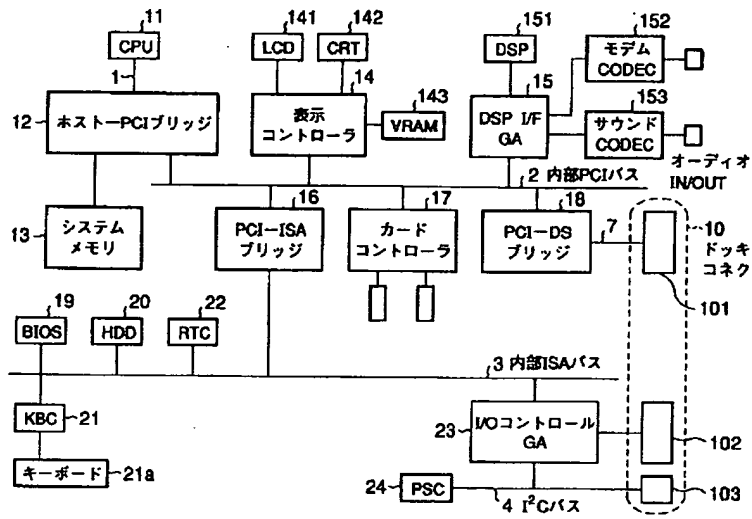 11
CPU
1
12
ホストーPCIブリッジ
13
システム
メモリ
141
LCD
142
CRT
14
表示
コントローラ
143
VRAM
151
DSP
15
DSP I/F
GA
152
モデム
CODEC
153
サウンド
CODEC
オーディオ
IN/OUT
2 内部PCIバス
16
PCI－ISA
ブリッジ
17
カード
コントローラ
18
PCI－DS
ブリッジ
7
10
ドッキ
コネク
101
19
BIOS
20
HDD
22
RTC
3 内部ISAバス
KBC
21
キーボード
21a
23
I/Oコントロール
GA
102
24
PSC
4 I²Cバス
103